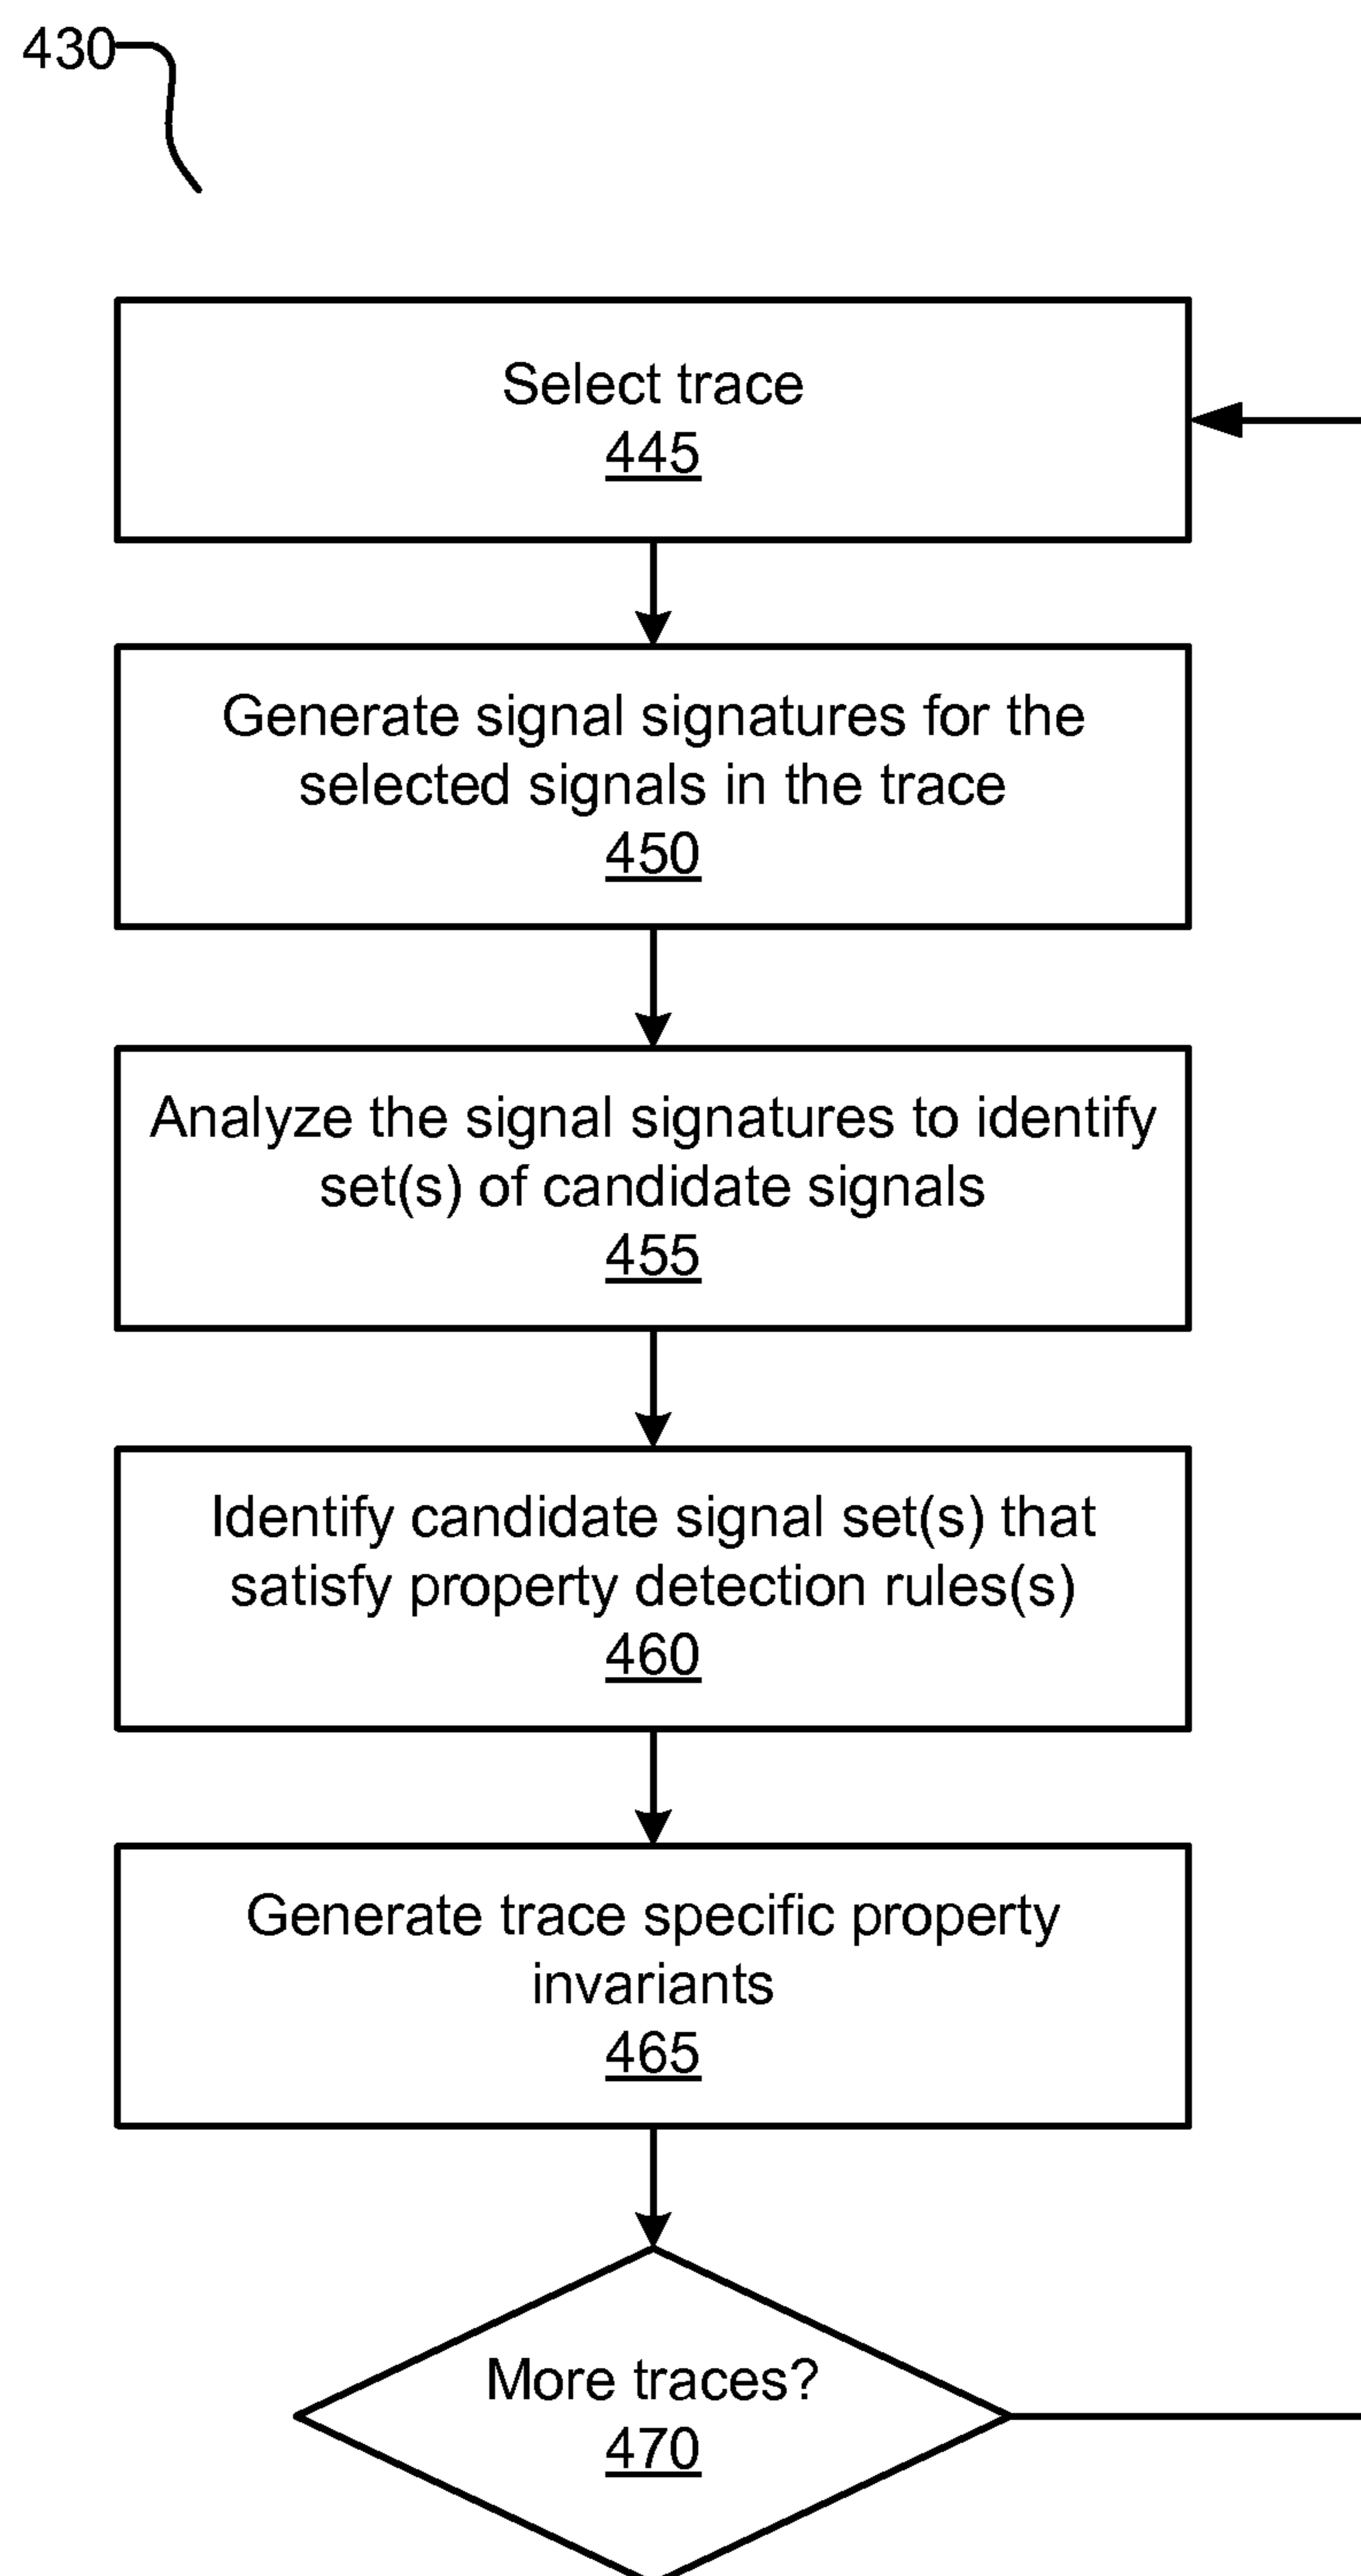 430
Select trace
445
Generate signal signatures for the
selected signals in the trace
450
Analyze the signal signatures to identify
set(s) of candidate signals
455
Identify candidate signal set(s) that
satisfy property detection rules(s)
460
Generate trace specific property
invariants
465
More traces?
470